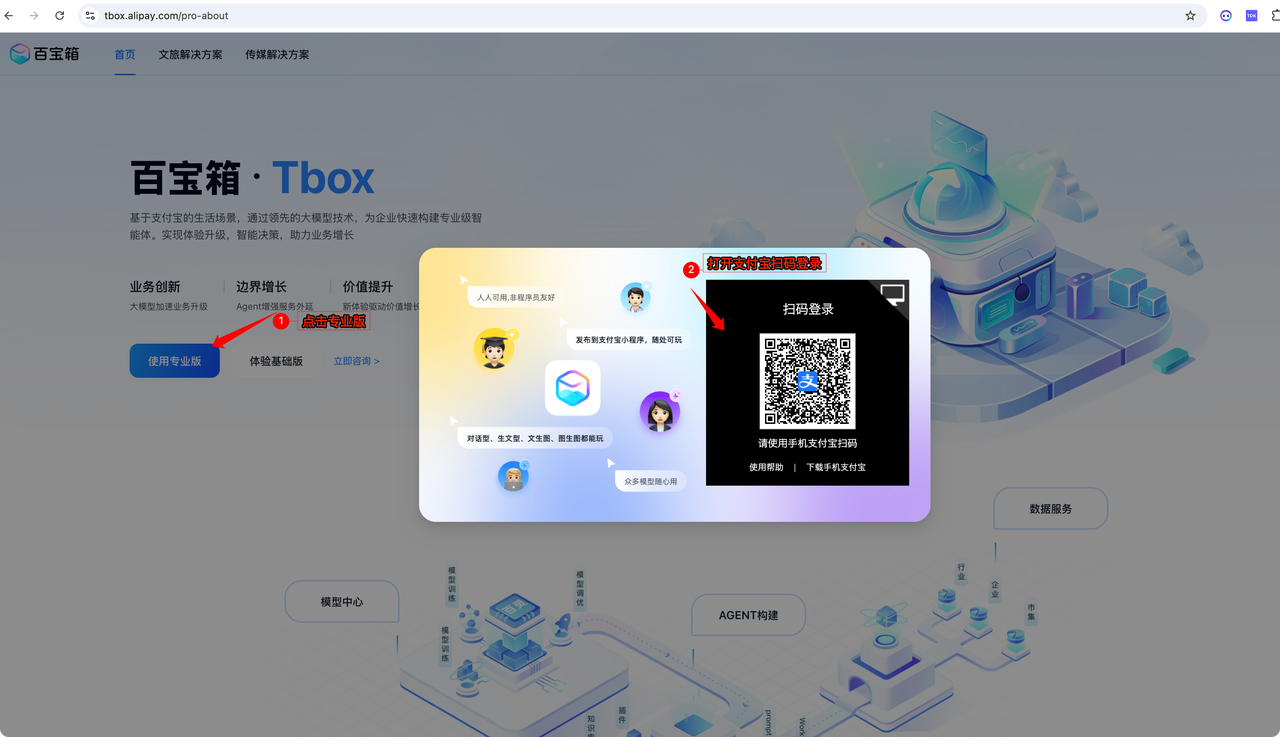 tbox.alipay.com/pro-about
TDK
百宝箱
首页
文旅解决方案
传媒解决方案
百宝箱 · Tbox
基于支付宝的生活场景，通过领先的大模型技术，为企业快速构建专业级智
能体。实现体验升级，智能决策，助力业务增长
业务创新
边界增长
价值提升
大模型加速业务升级
Agent增强服务外延
新体验驱动价值增长
1
点击专业版
使用专业版
体验基础版
立即咨询 >
人人可用,非程序员友好
发布到支付宝小程序，随处可玩
对话型、生文型、文生图、图生图都能玩
众多模型随心用
2
打开支付宝扫码登录
扫码登录
支
请使用手机支付宝扫码
使用帮助 | 下载手机支付宝
数据服务
模型中心
AGENT构建
模型训练
模型调优
模型训练
行业
企业
市集
插件
知识
prompt
Work